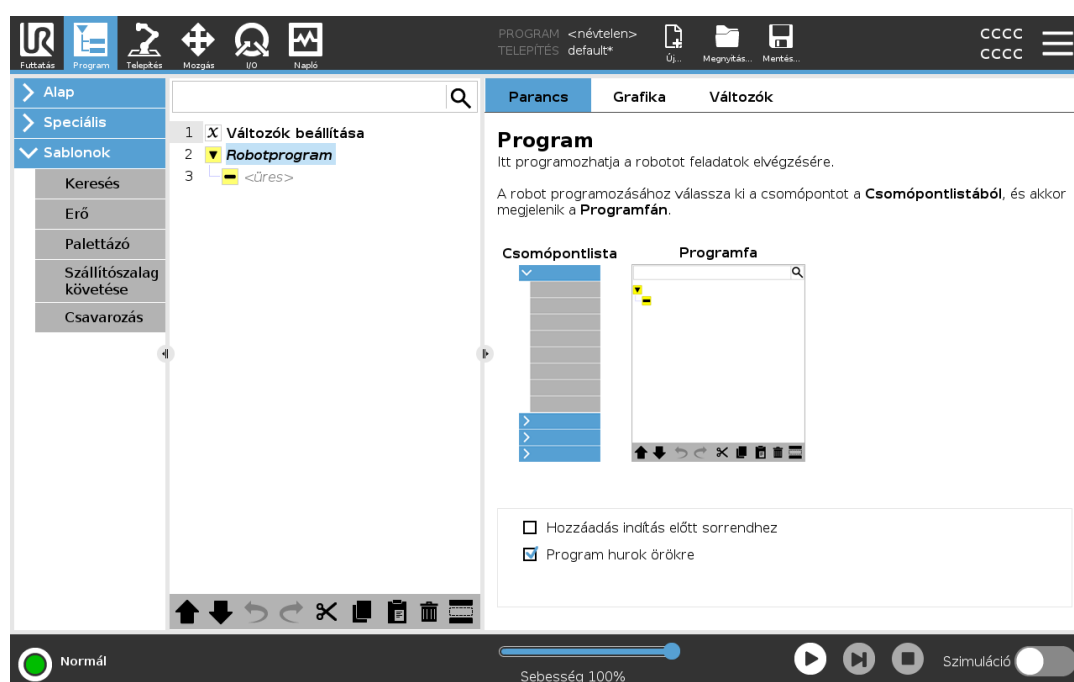 UR
PROGRAM <névtelen>
TELEPÍTÉS default*
Futtatás Program Telepítés Mozgás I/O Napló
Új... Megnyitás... Mentés...
CCCC
CCCC
Alap
Speciális
Sablonok
Keresés
Erő
Palettázó
Szállítószalag
követése
Csavarozás
1 X Változók beállítása
2 Robotprogram
3 <üres>
Parancs Grafika Változók
Program
Itt programozhatja a robotot feladatok elvégzésére.
A robot programozásához válassza ki a csomópontot a Csomópontlistából, és akkor
megjelenik a Programfán.
Csomópontlista Programfa
Hozzáadás indítás előtt sorrendhez
Program hurok örökre
Normál
Sebesség 100%
Szimuláció